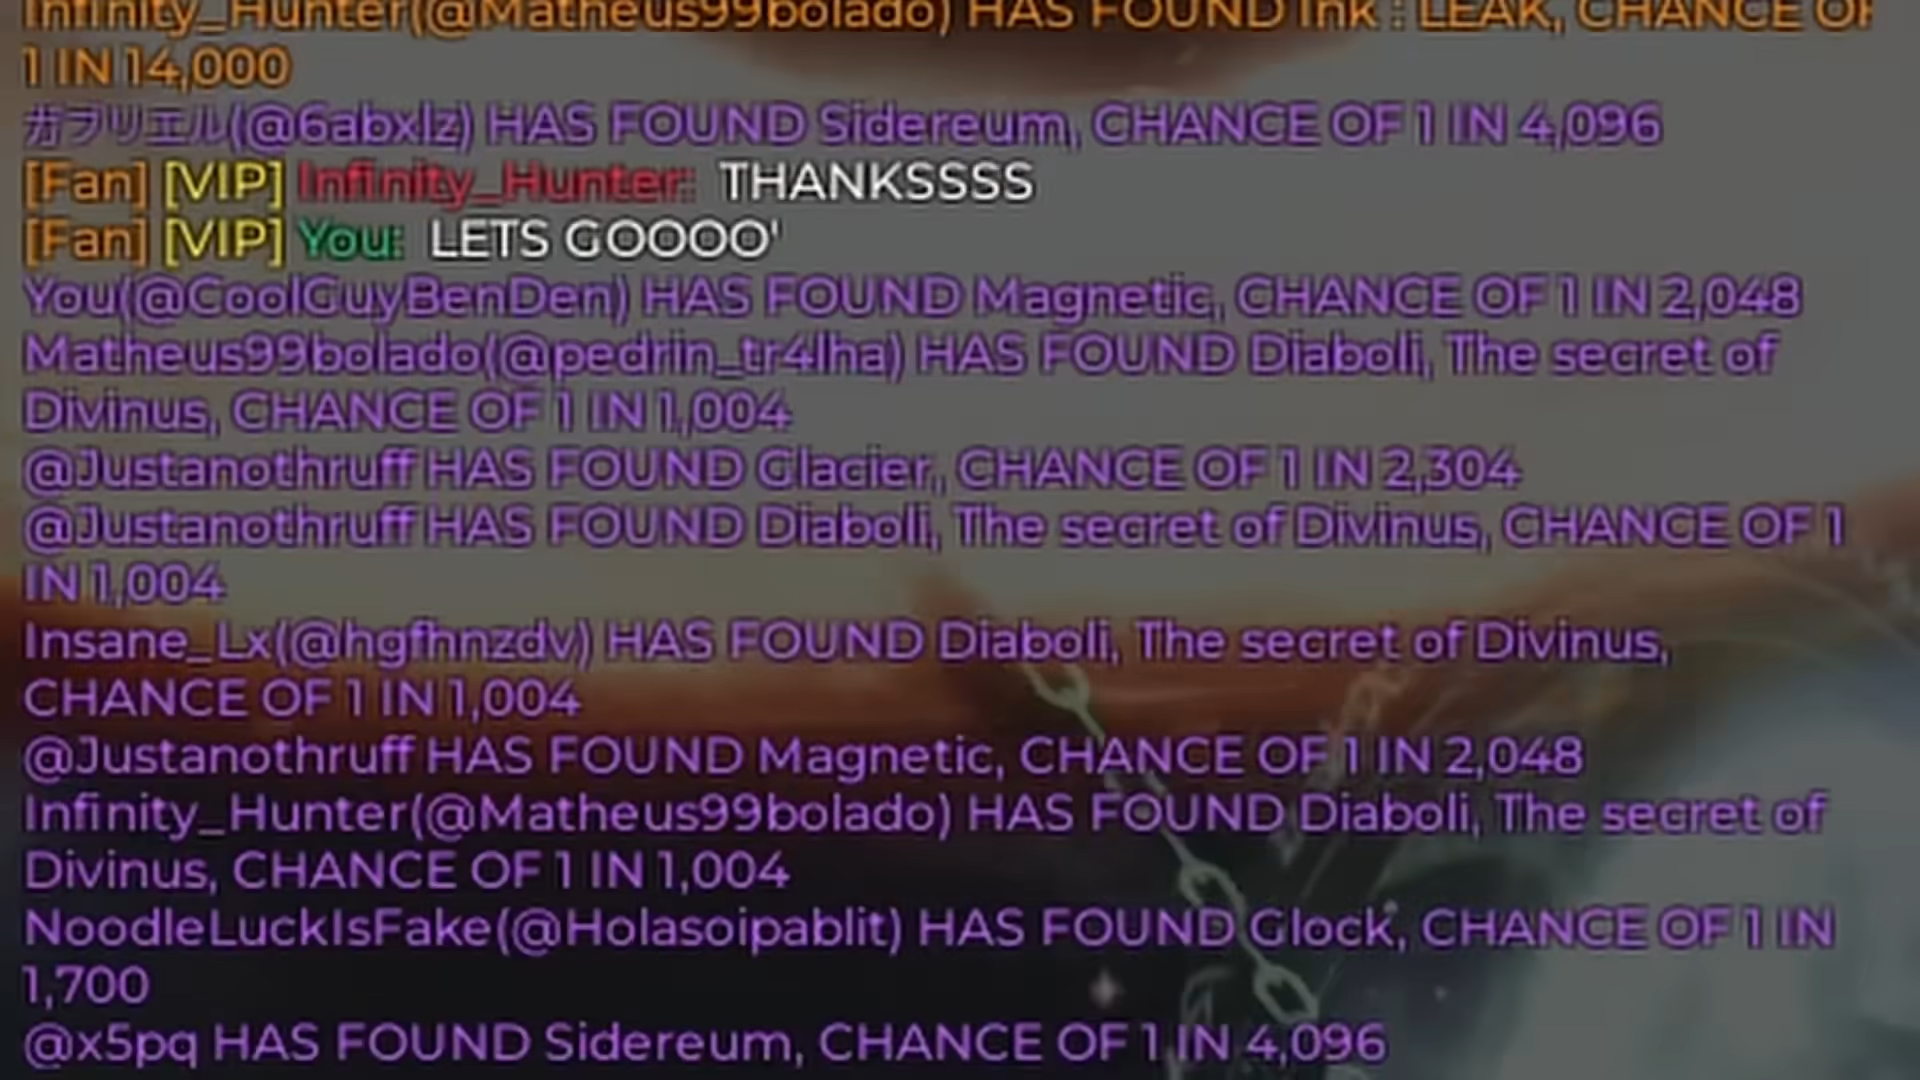 Infinity_Hunter(@Matheus99bolado) HAS FOUND Ink : LEAK, CHANCE OF
1 IN 14,000
ガヲリエル(@6abxlz) HAS FOUND Sidereum, CHANCE OF 1 IN 4,096
[Fan] [VIP] Infinity_Hunter: THANKSSSS
[Fan] [VIP] You: LETS GOOOO'
You(@CoolGuyBenDen) HAS FOUND Magnetic, CHANCE OF 1 IN 2,048
Matheus99bolado(@pedrin_tr4lha) HAS FOUND Diaboli, The secret of
Divinus, CHANCE OF 1 IN 1,004
@Justanothruff HAS FOUND Glacier, CHANCE OF 1 IN 2,304
@Justanothruff HAS FOUND Diaboli, The secret of Divinus, CHANCE OF 1
IN 1,004
Insane_Lx(@hgfhnzdv) HAS FOUND Diaboli, The secret of Divinus,
CHANCE OF 1 IN 1,004
@Justanothruff HAS FOUND Magnetic, CHANCE OF 1 IN 2,048
Infinity_Hunter(@Matheus99bolado) HAS FOUND Diaboli, The secret of
Divinus, CHANCE OF 1 IN 1,004
NoodleLuckIsFake(@Holasoipablit) HAS FOUND Glock, CHANCE OF 1 IN
1,700
@x5pq HAS FOUND Sidereum, CHANCE OF 1 IN 4,096